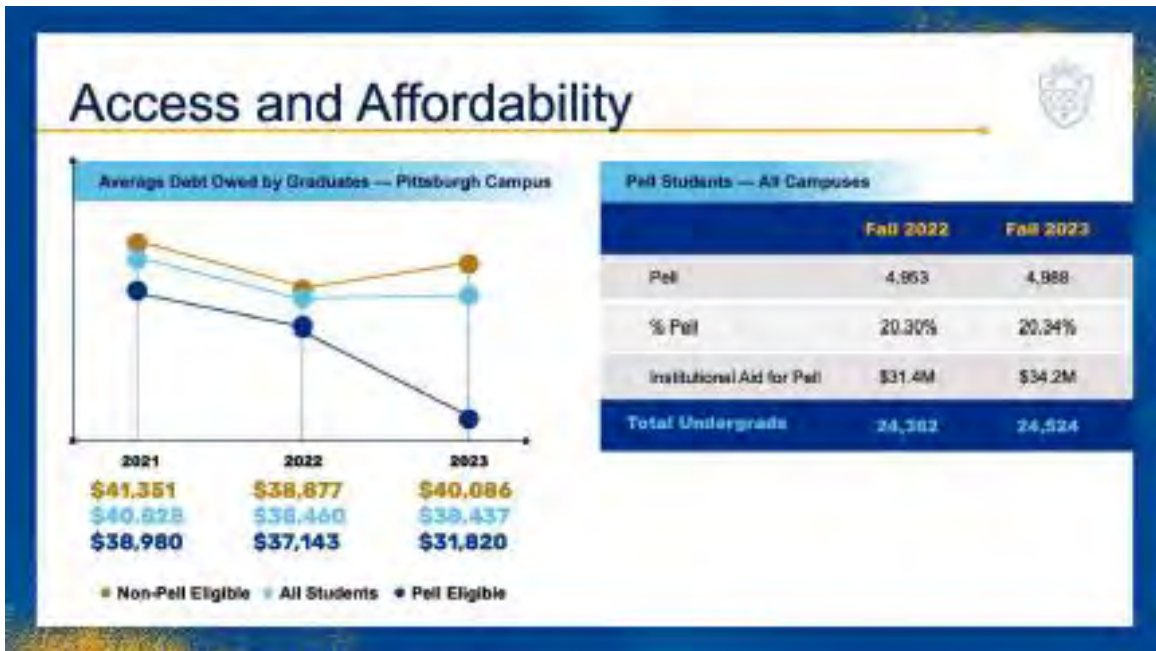 Access and Affordability
Average Debt Owed by Graduates — Pittsburgh Campus
2021 2022 2023
$41,351 $38,877 $40,086
$40,828 $38,460 $38,437
$38,980 $37,143 $31,820
Non-Pell Eligible All Students Pell Eligible
Pell Students — All Campuses
Fall 2022 Fall 2023
Pell 4,953 4,988
% Pell 20.30% 20.34%
Institutional Aid for Pell $31.4M $34.2M
Total Undergrads 24,524